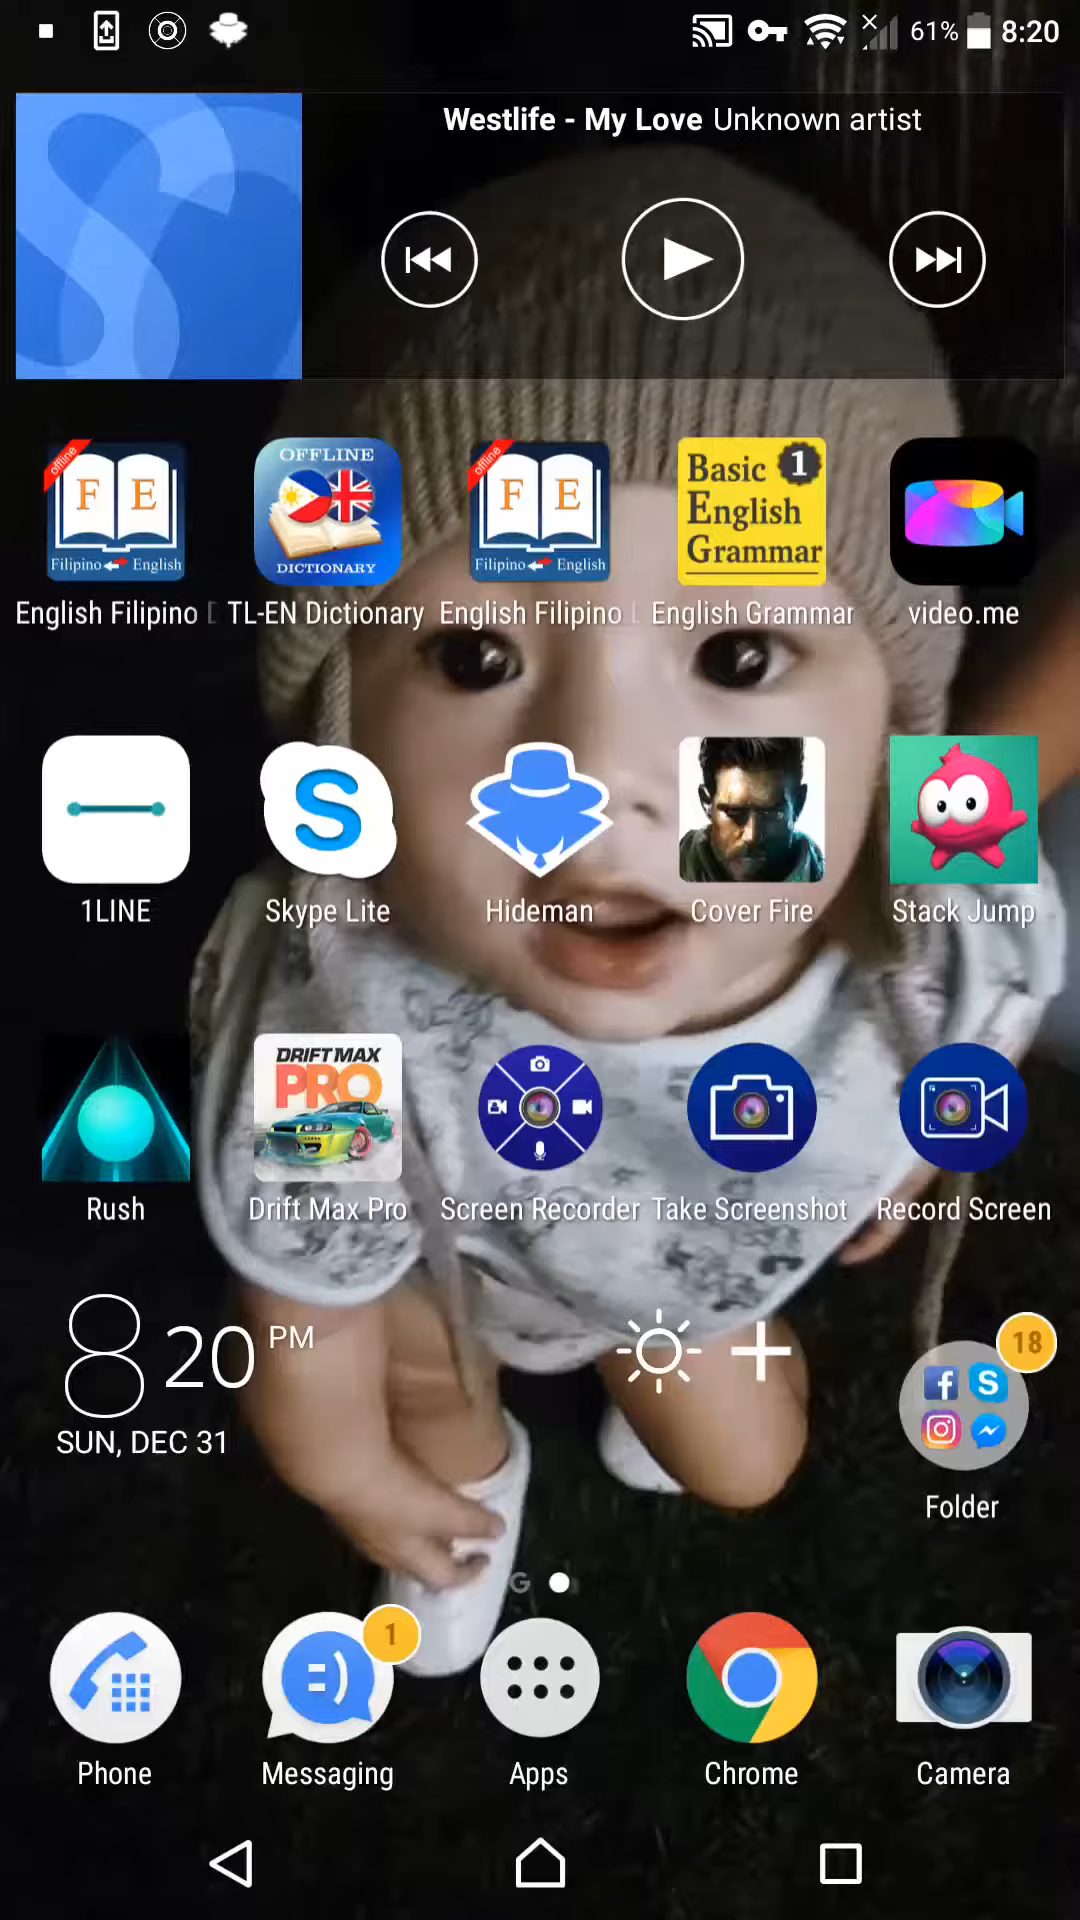 61% 8:20
Westlife - My Love Unknown artist
offline
F E
Filipino English
OFFLINE
DICTIONARY
offline
F E
Filipino English
Basic 1
English
Grammar
English Filipino
TL-EN Dictionary
English Filipino
English Grammar
video.me
S
1LINE
Skype Lite
Hideman
Cover Fire
Stack Jump
DRIFT MAX
PRO
Rush
Drift Max Pro
Screen Recorder
Take Screenshot
Record Screen
8 20 PM
SUN, DEC 31
18
f S
Folder
G
1
Phone
Messaging
Apps
Chrome
Camera